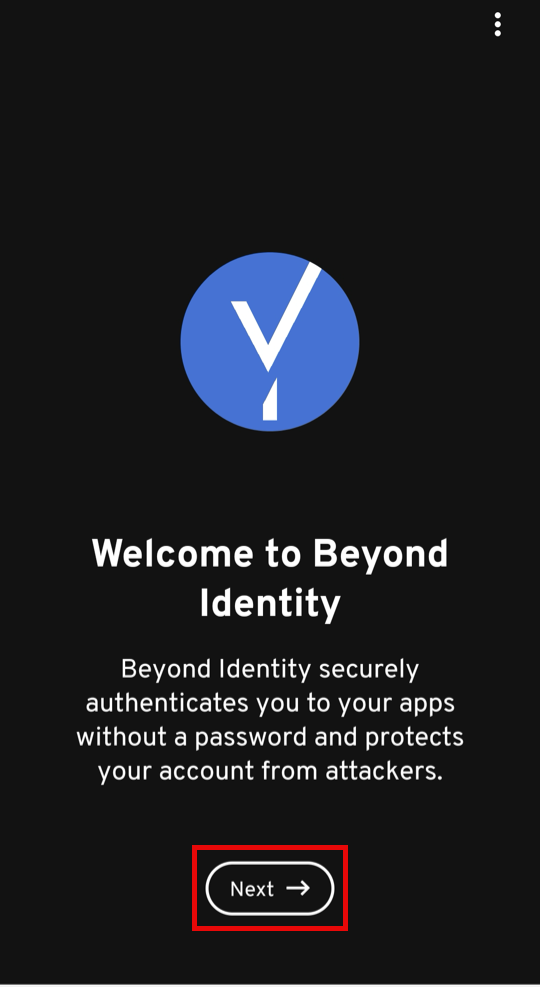 Welcome to Beyond
Identity
Beyond Identity securely
authenticates you to your apps
without a password and protects
your account from attackers.
Next →